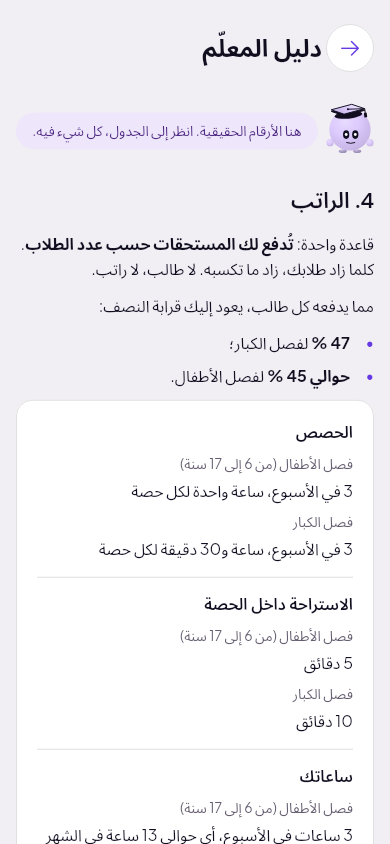 دليل المعلّم
هنا الأرقام الحقيقية. انظر إلى الجدول، كل شيء فيه.
4. الراتب
قاعدة واحدة: تُدفع لك المستحقات حسب عدد الطلاب.
كلما زاد طلابك، زاد ما تكسبه. لا طالب، لا راتب.
مما يدفعه كل طالب، يعود إليك قرابة النصف:
• 47 % لفصل الكبار؛
• حوالي 45 % لفصل الأطفال.
الحصص
فصل الأطفال (من 6 إلى 17 سنة)
3 في الأسبوع، ساعة واحدة لكل حصة
فصل الكبار
3 في الأسبوع، ساعة و30 دقيقة لكل حصة
الاستراحة داخل الحصة
فصل الأطفال (من 6 إلى 17 سنة)
5 دقائق
فصل الكبار
10 دقائق
ساعاتك
فصل الأطفال (من 6 إلى 17 سنة)
3 ساعات في الأسبوع، أي حوالي 13 ساعة في الشهر